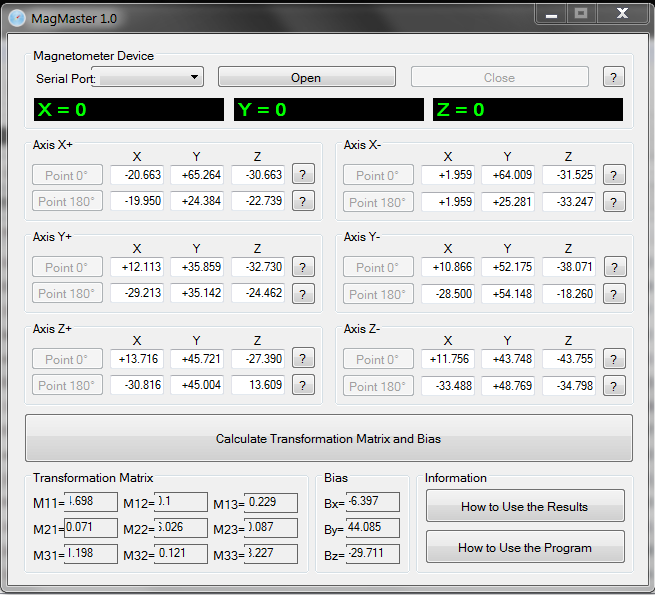 MagMaster 1.0
Magnetometer Device
Serial Port: Open Close ?
X = 0 Y = 0 Z = 0
Axis X+ Axis X-
X Y Z X Y Z
Point 0° -20.663 +65.264 -30.663 ? Point 0° +1.959 +64.009 -31.525 ?
Point 180° -19.950 +24.384 -22.739 ? Point 180° +1.959 +25.281 -33.247 ?
Axis Y+ Axis Y-
X Y Z X Y Z
Point 0° +12.113 +35.859 -32.730 ? Point 0° +10.866 +52.175 -38.071 ?
Point 180° -29.213 +35.142 -24.462 ? Point 180° -28.500 +54.148 -18.260 ?
Axis Z+ Axis Z-
X Y Z X Y Z
Point 0° +13.716 +45.721 -27.390 ? Point 0° +11.756 +43.748 -43.755 ?
Point 180° -30.816 +45.004 13.609 ? Point 180° -33.488 +48.769 -34.798 ?
Calculate Transformation Matrix and Bias
Transformation Matrix Bias Information
M11= .698 M12= .1 M13= 0.229 Bx= -6.397 How to Use the Results
M21= 0.071 M22= .026 M23= .087 By= 44.085
M31= .198 M32= 0.121 M33= .227 Bz= -29.711 How to Use the Program